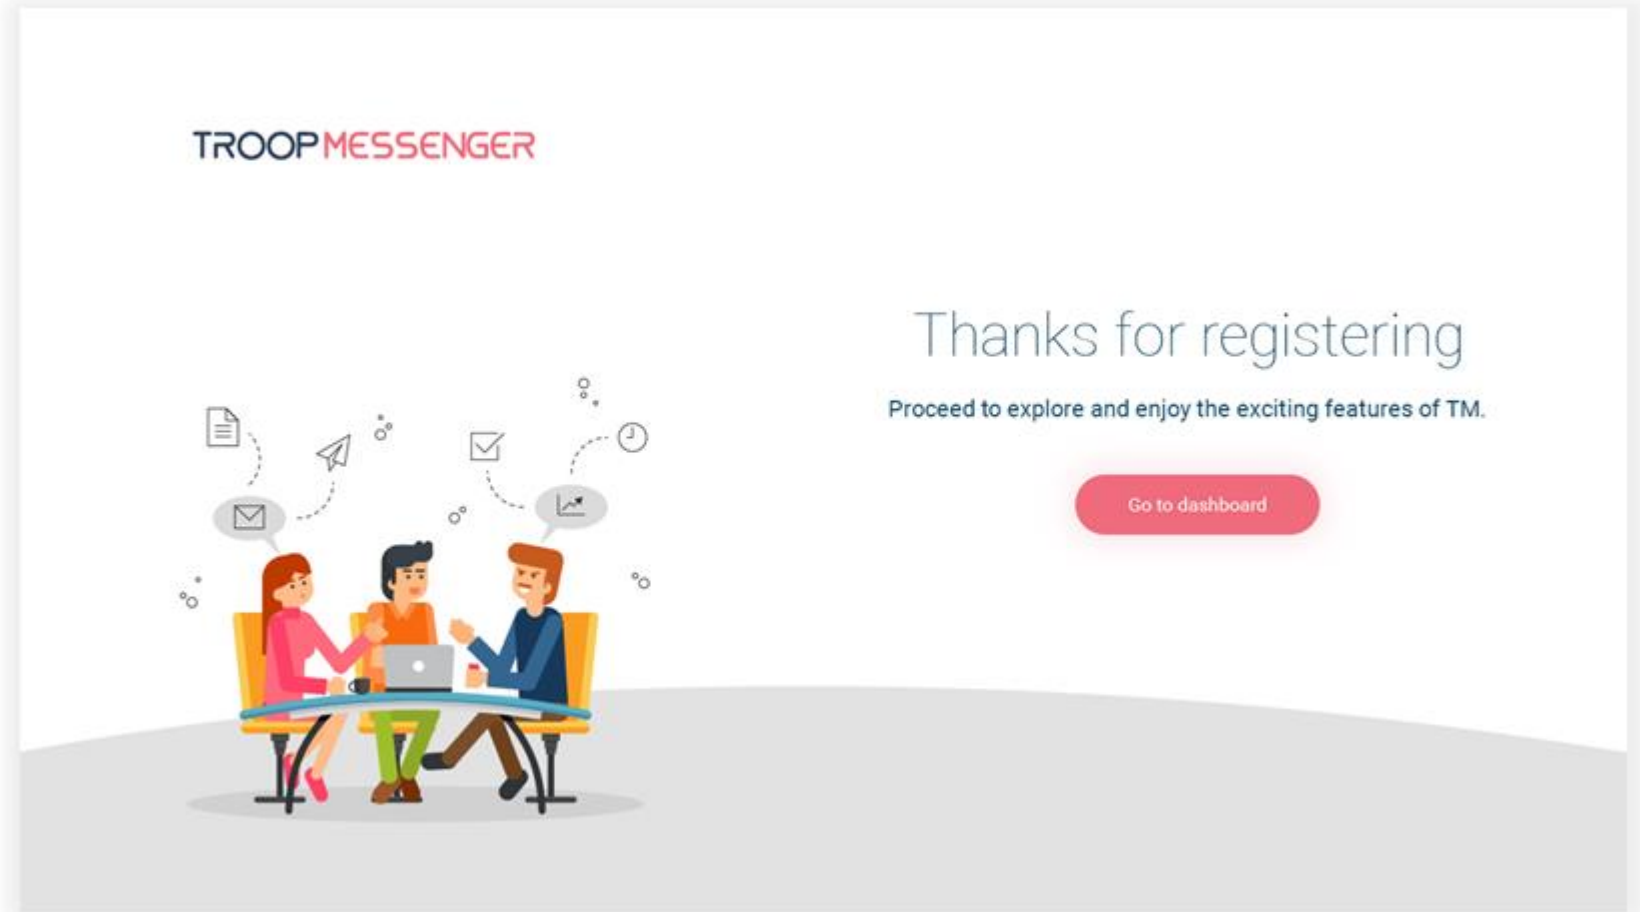 TROOPMESSENGER
Thanks for registering
Proceed to explore and enjoy the exciting features of TM.
Go to dashboard